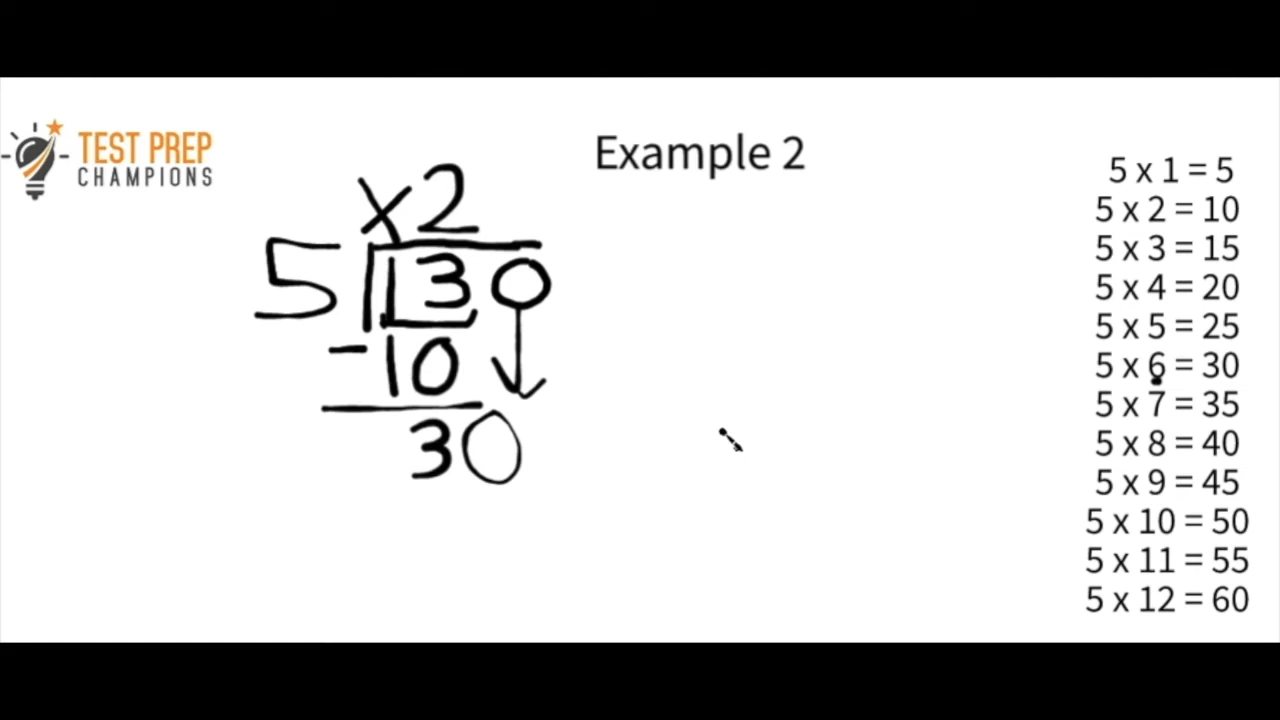 TEST PREP
CHAMPIONS
Example 2
x2
5 130
-10
30
5 x 1 = 5
5 x 2 = 10
5 x 3 = 15
5 x 4 = 20
5 x 5 = 25
5 x 6 = 30
5 x 7 = 35
5 x 8 = 40
5 x 9 = 45
5 x 10 = 50
5 x 11 = 55
5 x 12 = 60